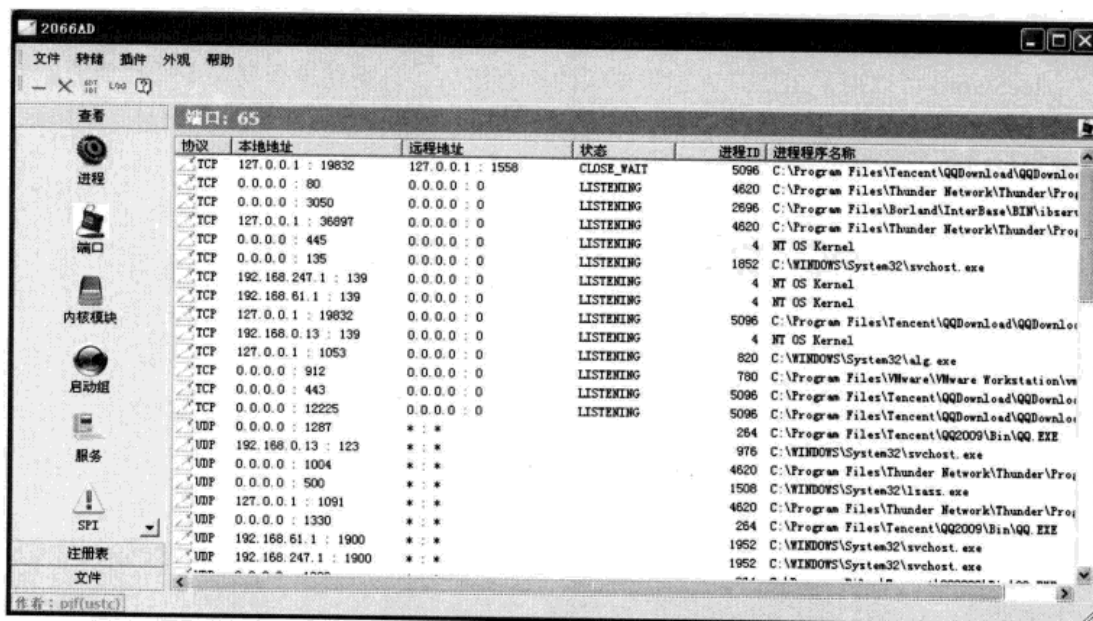 2066AD
文件 转储 插件 外观 帮助
查看
进程
端口
内核模块
启动组
服务
SPI
注册表
文件
端口: 65
协议 本地地址 远程地址 状态 进程ID 进程程序名称
TCP 127.0.0.1 : 19832 127.0.0.1 : 1558 CLOSE_WAIT 5096 C:\Program Files\Tencent\QQDownload\QQDownlo
TCP 0.0.0.0 : 80 0.0.0.0 : 0 LISTENING 4620 C:\Program Files\Thunder Network\Thunder\Prog
TCP 0.0.0.0 : 3050 0.0.0.0 : 0 LISTENING 2696 C:\Program Files\Borland\InterBase\BIN\ibserv
TCP 127.0.0.1 : 36897 0.0.0.0 : 0 LISTENING 4620 C:\Program Files\Thunder Network\Thunder\Prog
TCP 0.0.0.0 : 445 0.0.0.0 : 0 LISTENING 4 NT OS Kernel
TCP 0.0.0.0 : 135 0.0.0.0 : 0 LISTENING 1852 C:\WINDOWS\System32\svchost.exe
TCP 192.168.247.1 : 139 0.0.0.0 : 0 LISTENING 4 NT OS Kernel
TCP 192.168.61.1 : 139 0.0.0.0 : 0 LISTENING 4 NT OS Kernel
TCP 127.0.0.1 : 19832 0.0.0.0 : 0 LISTENING 5096 C:\Program Files\Tencent\QQDownload\QQDownlo
TCP 192.168.0.13 : 139 0.0.0.0 : 0 LISTENING 4 NT OS Kernel
TCP 127.0.0.1 : 1053 0.0.0.0 : 0 LISTENING 820 C:\WINDOWS\System32\alg.exe
TCP 0.0.0.0 : 912 0.0.0.0 : 0 LISTENING 780 C:\Program Files\VMware\VMware Workstation\vm
TCP 0.0.0.0 : 443 0.0.0.0 : 0 LISTENING 5096 C:\Program Files\Tencent\QQDownload\QQDownlo
TCP 0.0.0.0 : 12225 0.0.0.0 : 0 LISTENING 5096 C:\Program Files\Tencent\QQDownload\QQDownlo
UDP 0.0.0.0 : 1287 * : * 264 C:\Program Files\Tencent\QQ2009\Bin\QQ.EXE
UDP 192.168.0.13 : 123 * : * 976 C:\WINDOWS\System32\svchost.exe
UDP 0.0.0.0 : 1004 * : * 4620 C:\Program Files\Thunder Network\Thunder\Prog
UDP 0.0.0.0 : 500 * : * 1508 C:\WINDOWS\System32\lsass.exe
UDP 127.0.0.1 : 1091 * : * 4620 C:\Program Files\Thunder Network\Thunder\Prog
UDP 0.0.0.0 : 1330 * : * 264 C:\Program Files\Tencent\QQ2009\Bin\QQ.EXE
UDP 192.168.61.1 : 1900 * : * 1952 C:\WINDOWS\System32\svchost.exe
UDP 192.168.247.1 : 1900 * : * 1952 C:\WINDOWS\System32\svchost.exe
作者: pjf(ustc)